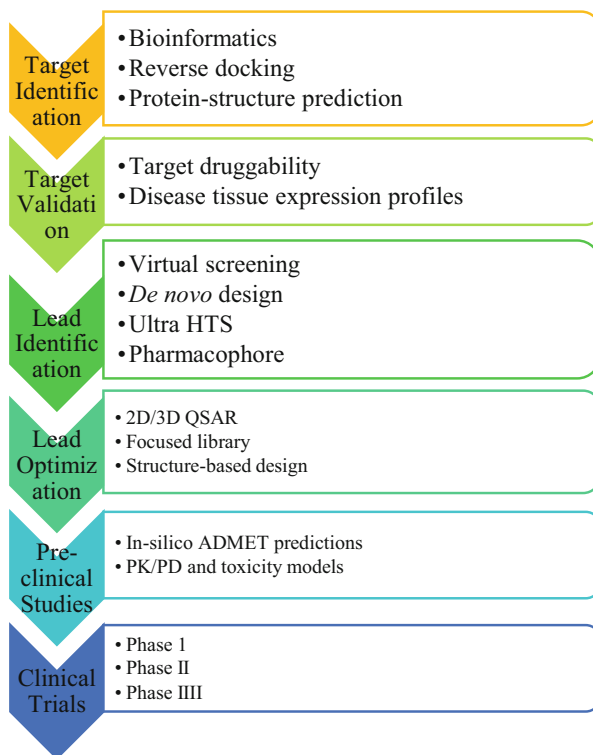 Target
Identific
ation
•Bioinformatics
•Reverse docking
•Protein-structure prediction
Target
Validati
on
•Target druggability
•Disease tissue expression profiles
Lead
Identific
ation
•Virtual screening
•De novo design
•Ultra HTS
•Pharmacophore
Lead
Optimiz
ation
• 2D/3D QSAR
• Focused library
• Structure-based design
Pre-
clinical
Studies
• In-silico ADMET predictions
• PK/PD and toxicity models
Clinical
Trials
• Phase 1
• Phase II
• Phase IIII